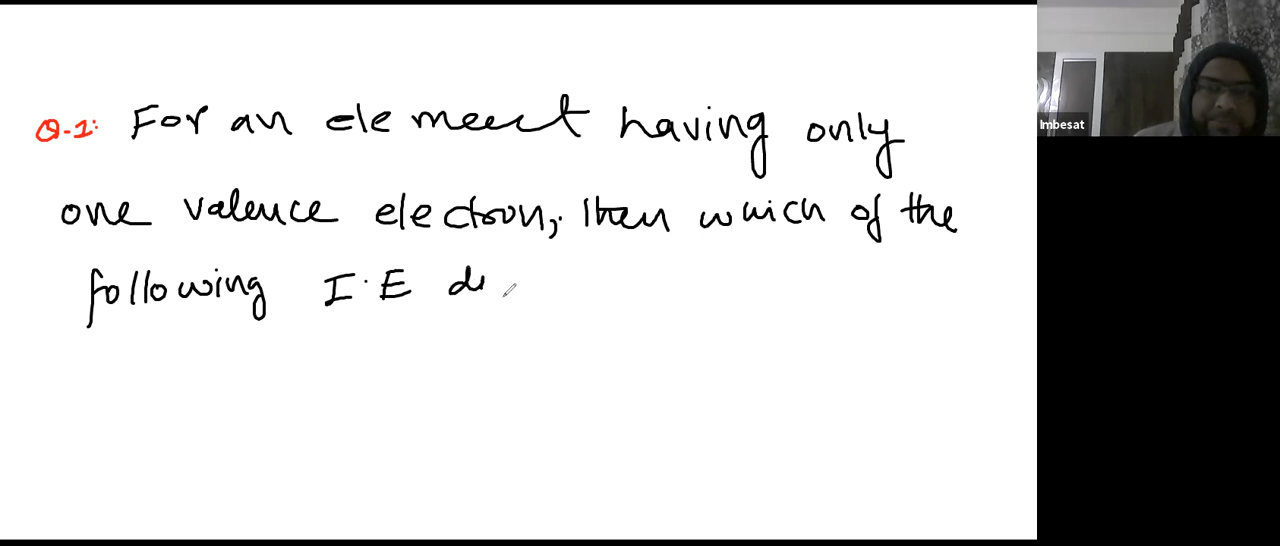 Q-1: For an element having only
one valence electron, then which of the
following I.E d
Imbesat